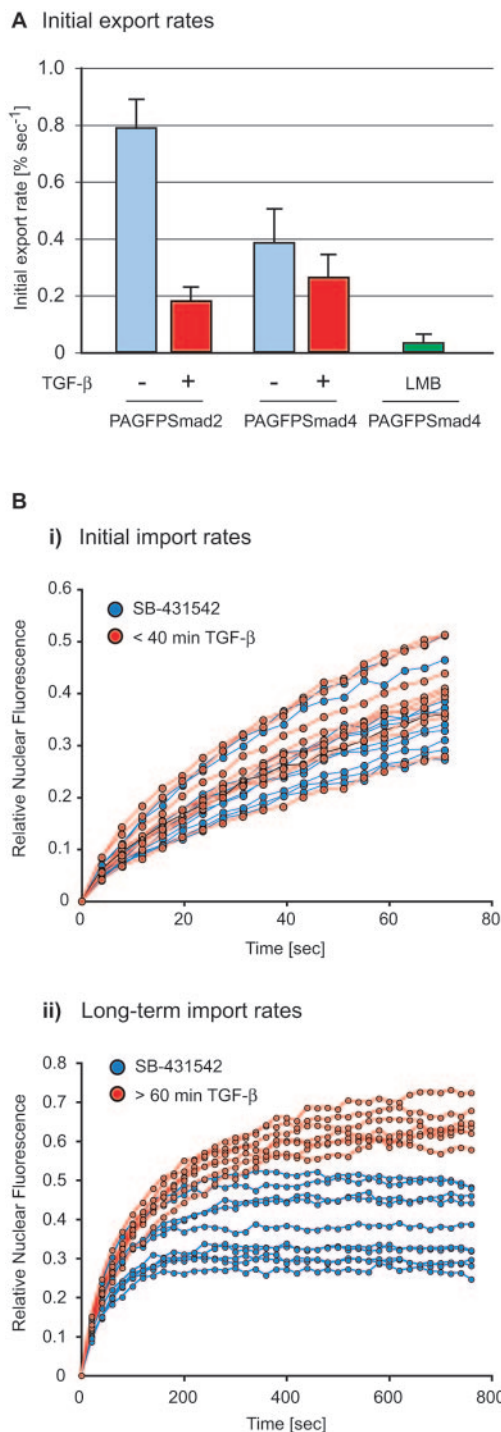 A Initial export rates
Initial export rate [% sec⁻¹]
1.0
0.8
0.6
0.4
0.2
0
TGF-β - + - + LMB
PAGFPSmad2 PAGFPSmad4 PAGFPSmad4
B
i) Initial import rates
Relative Nuclear Fluorescence
0.6
0.5
0.4
0.3
0.2
0.1
0
SB-431542
< 40 min TGF-β
0 20 40 60 80
Time [sec]
ii) Long-term import rates
Relative Nuclear Fluorescence
0.8
0.7
0.6
0.5
0.4
0.3
0.2
0.1
0
SB-431542
> 60 min TGF-β
0 200 400 600 800
Time [sec]